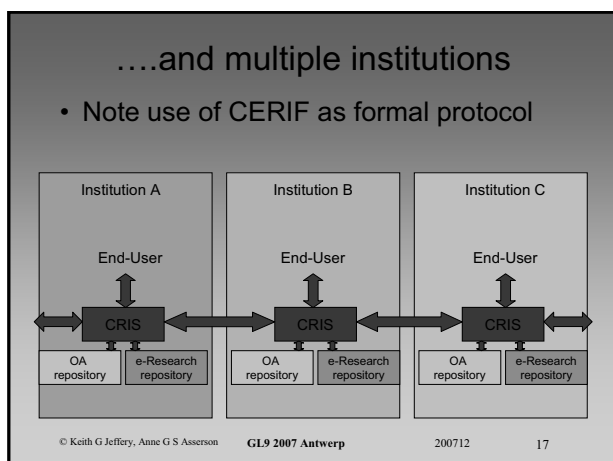 ….and multiple institutions
• Note use of CERIF as formal protocol
Institution A
Institution B
Institution C
End-User
End-User
End-User
CRIS
CRIS
CRIS
OA
repository
e-Research
repository
OA
repository
e-Research
repository
OA
repository
e-Research
repository
© Keith G Jeffery, Anne G S Asserson
GL9 2007 Antwerp
200712
17